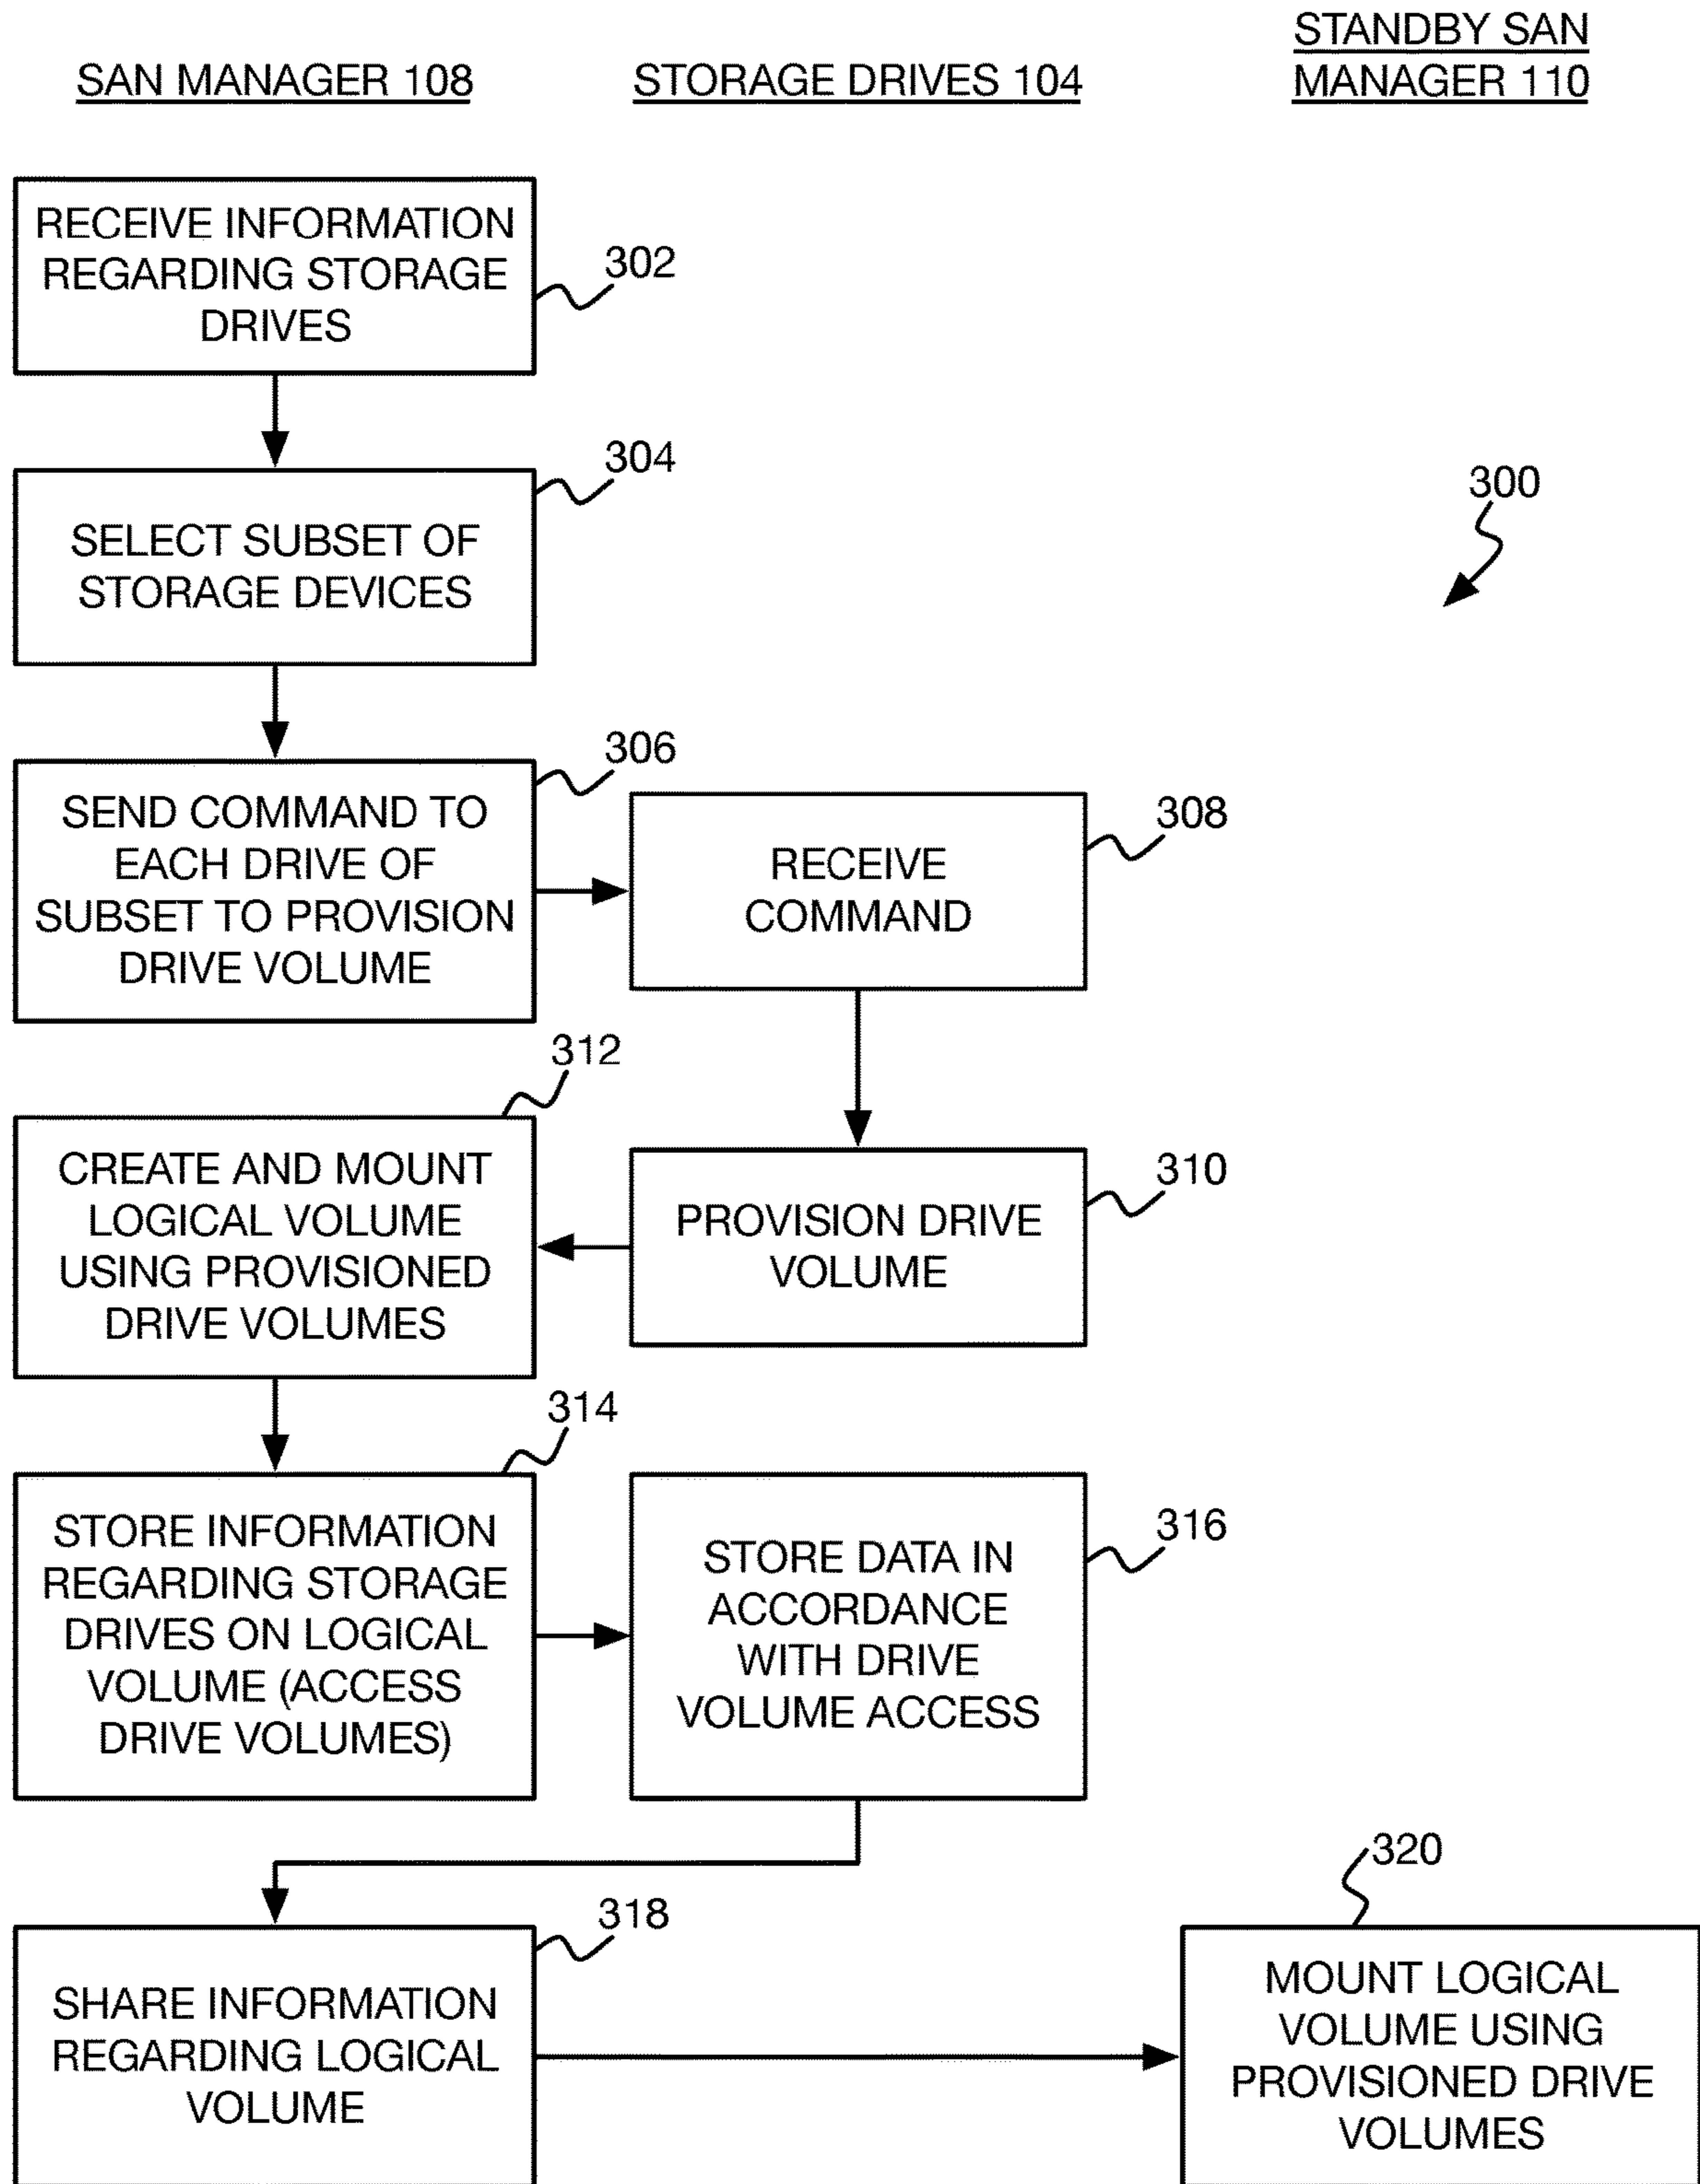 SAN MANAGER 108
STORAGE DRIVES 104
STANDBY SAN
MANAGER 110
RECEIVE INFORMATION
REGARDING STORAGE
DRIVES
302
SELECT SUBSET OF
STORAGE DEVICES
304
300
SEND COMMAND TO
EACH DRIVE OF
SUBSET TO PROVISION
DRIVE VOLUME
306
RECEIVE
COMMAND
308
PROVISION DRIVE
VOLUME
310
CREATE AND MOUNT
LOGICAL VOLUME
USING PROVISIONED
DRIVE VOLUMES
312
STORE INFORMATION
REGARDING STORAGE
DRIVES ON LOGICAL
VOLUME (ACCESS
DRIVE VOLUMES)
314
STORE DATA IN
ACCORDANCE
WITH DRIVE
VOLUME ACCESS
316
SHARE INFORMATION
REGARDING LOGICAL
VOLUME
318
MOUNT LOGICAL
VOLUME USING
PROVISIONED DRIVE
VOLUMES
320